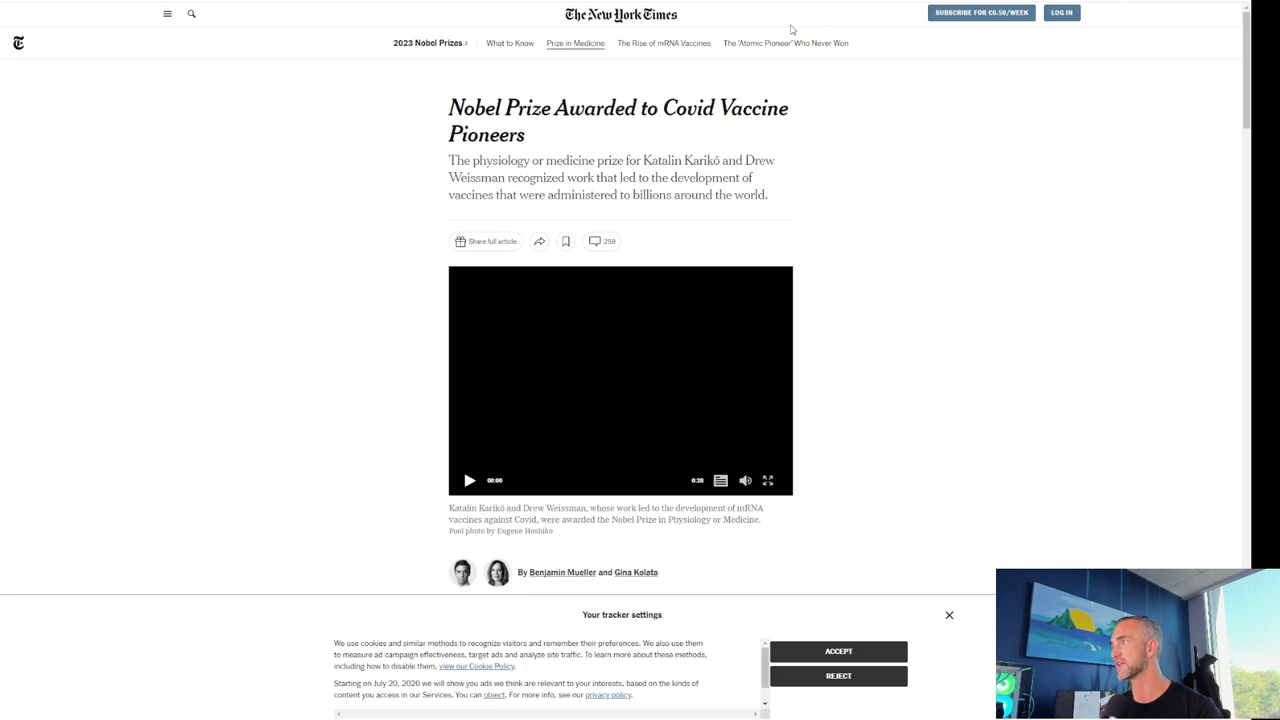 The New York Times
SUBSCRIBE FOR €0.50/WEEK
LOG IN
2023 Nobel Prizes ›
What to Know
Prize in Medicine
The Rise of mRNA Vaccines
The 'Atomic Pioneer' Who Never Won
Nobel Prize Awarded to Covid Vaccine
Pioneers
The physiology or medicine prize for Katalin Karikó and Drew
Weissman recognized work that led to the development of
vaccines that were administered to billions around the world.
Share full article
259
00:00
0:26
Katalin Karikó and Drew Weissman, whose work led to the development of mRNA
vaccines against Covid, were awarded the Nobel Prize in Physiology or Medicine.
Pool photo by Eugene Hoshiko
By Benjamin Mueller and Gina Kolata
Your tracker settings
We use cookies and similar methods to recognize visitors and remember their preferences. We also use them
to measure ad campaign effectiveness, target ads and analyze site traffic. To learn more about these methods,
including how to disable them, view our Cookie Policy.
Starting on July 20, 2020 we will show you ads we think are relevant to your interests, based on the kinds of
content you access in our Services. You can object. For more info, see our privacy policy.
ACCEPT
REJECT